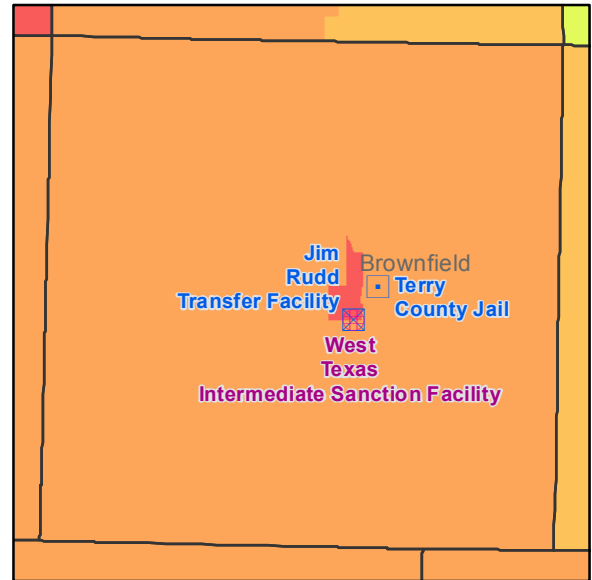 Jim
Rudd
Transfer Facility
Brownfield
Terry
County Jail
West
Texas
Intermediate Sanction Facility